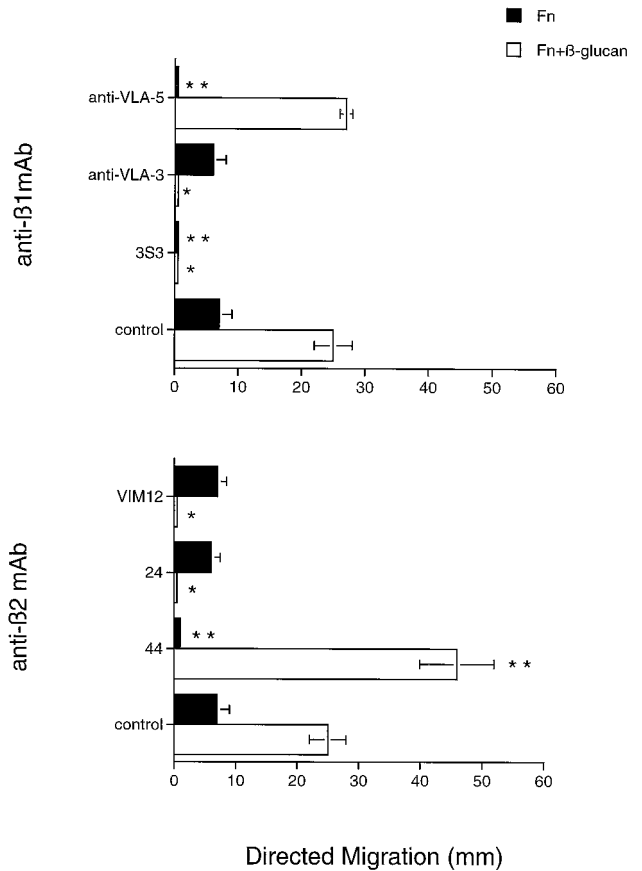 Fn
Fn+ß-glucan
anti-ß1mAb
anti-VLA-5
* *
anti-VLA-3
*
3S3
* *
*
control
0 10 20 30 40 50 60
anti-ß2 mAb
VIM12
*
24
*
44
* *
* *
control
0 10 20 30 40 50 60
Directed Migration (mm)